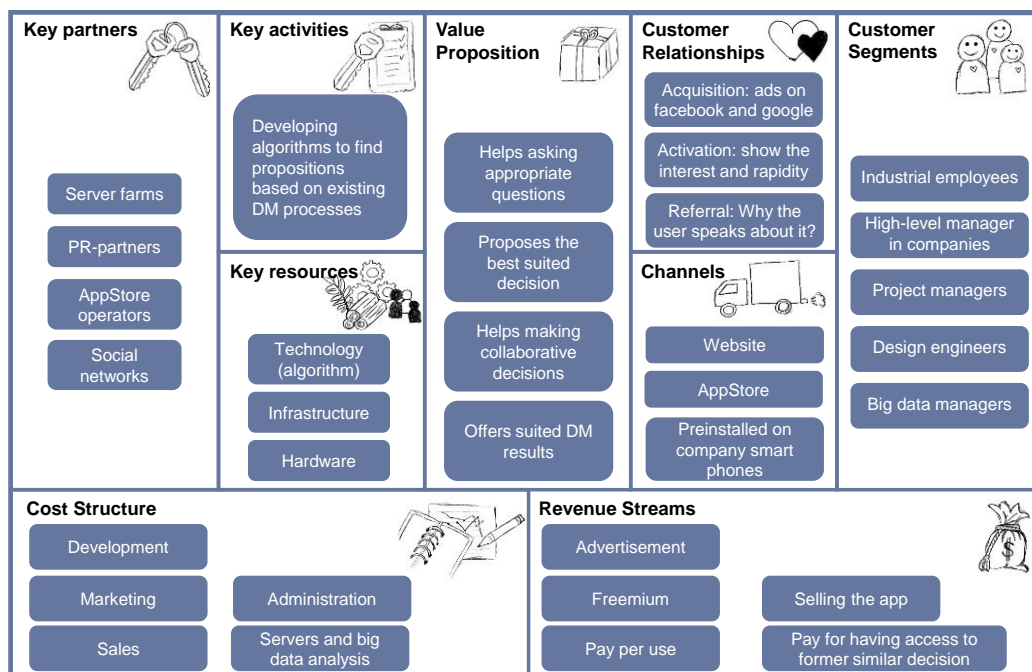 Key partners
Server farms
PR-partners
AppStore
operators
Social
networks
Key activities
Developing
algorithms to find
propositions
based on existing
DM processes
Key resources
Technology
(algorithm)
Infrastructure
Hardware
Value
Proposition
Helps asking
appropriate
questions
Proposes the
best suited
decision
Helps making
collaborative
decisions
Offers suited DM
results
Customer
Relationships
Acquisition: ads on
facebook and google
Activation: show the
interest and rapidity
Referral: Why the
user speaks about it?
Channels
Website
AppStore
Preinstalled on
company smart
phones
Customer
Segments
Industrial employees
High-level manager
in companies
Project managers
Design engineers
Big data managers
Cost Structure
Development
Marketing
Administration
Sales
Servers and big
data analysis
Revenue Streams
Advertisement
Freemium
Selling the app
Pay per use
Pay for having access to
former similar decision
$